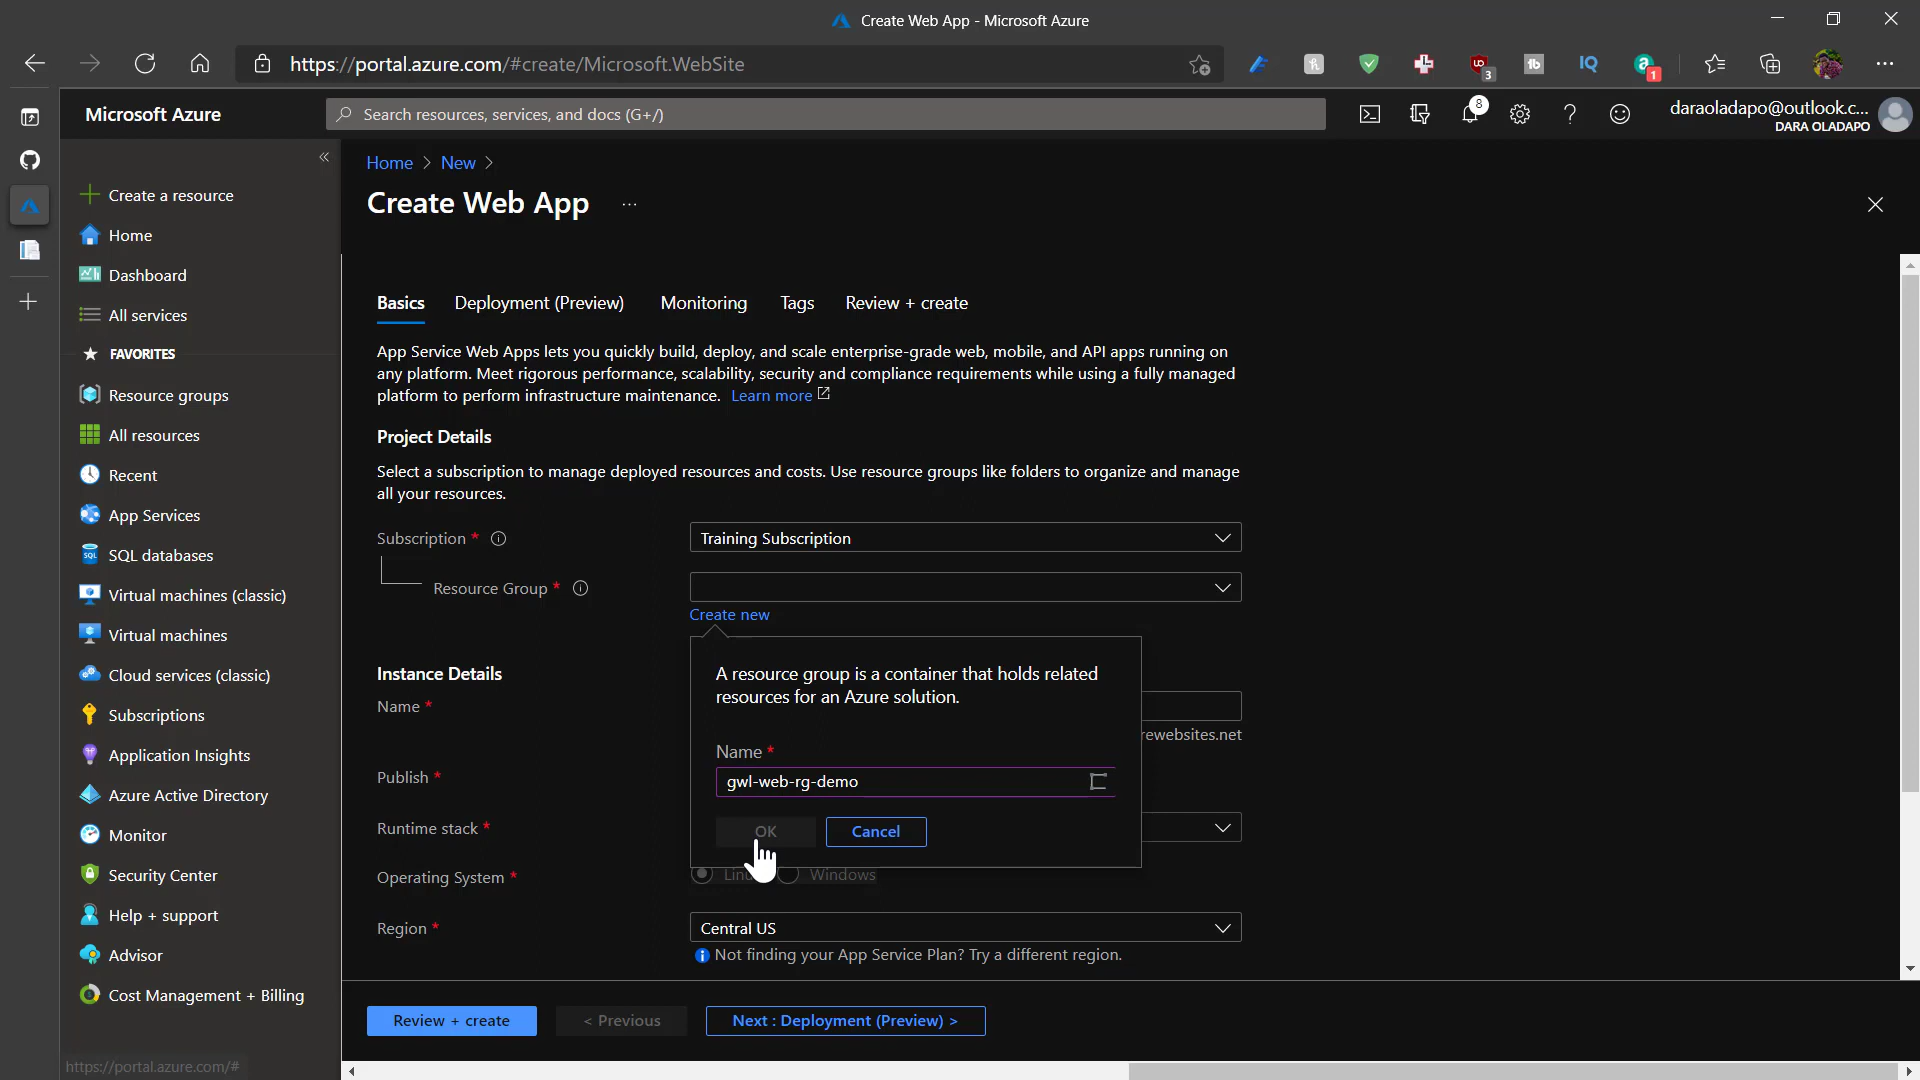 Create Web App - Microsoft Azure
https://portal.azure.com/#create/Microsoft.WebSite
3
1
Microsoft Azure
Search resources, services, and docs (G+/)
8
daraoladapo@outlook.c...
DARA OLADAPO
Create a resource
Home
Dashboard
All services
FAVORITES
Resource groups
All resources
Recent
App Services
SQL databases
Virtual machines (classic)
Virtual machines
Cloud services (classic)
Subscriptions
Application Insights
Azure Active Directory
Monitor
Security Center
Help + support
Advisor
Cost Management + Billing
https://portal.azure.com/#
Home > New >
Create Web App ...
Basics Deployment (Preview) Monitoring Tags Review + create
App Service Web Apps lets you quickly build, deploy, and scale enterprise-grade web, mobile, and API apps running on
any platform. Meet rigorous performance, scalability, security and compliance requirements while using a fully managed
platform to perform infrastructure maintenance. Learn more
Project Details
Select a subscription to manage deployed resources and costs. Use resource groups like folders to organize and manage
all your resources.
Subscription * Training Subscription
Resource Group *
Create new
A resource group is a container that holds related
resources for an Azure solution.
Name *
gwl-web-rg-demo
OK Cancel
Instance Details
Name *
rewebsites.net
Publish *
Runtime stack *
Operating System * Linu Windows
Region * Central US
Not finding your App Service Plan? Try a different region.
Review + create < Previous Next : Deployment (Preview) >